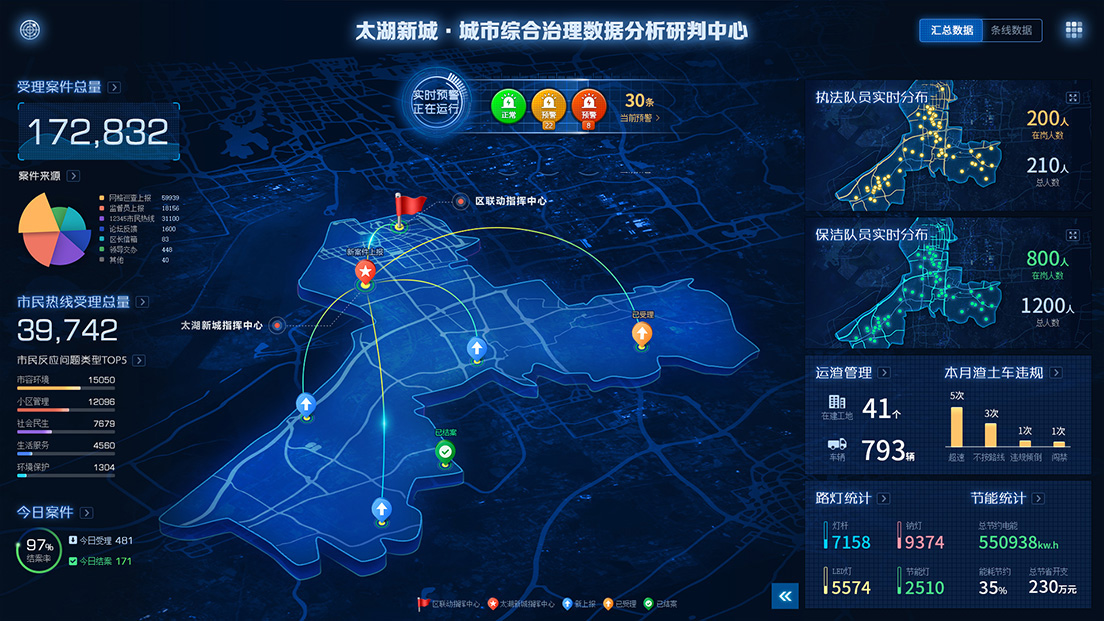 太湖新城·城市综合治理数据分析研判中心
汇总数据
条线数据
受理案件总量
172,832
案件来源
网格巡查上报 59939
监督员上报 18156
12345市民热线 31100
论坛反馈 1600
区长信箱 83
领导交办 448
其他 40
市民热线受理总量
39,742
市民反应问题类型TOP5
市容环境 15050
小区管理 12096
社会民生 7679
生活服务 4560
环境保护 1304
今日案件
97%
结案率
今日受理 481
今日结案 171
实时预警
正在运行
正常
预警
22
预警
8
30条
当前预警
区联动指挥中心
新案件上报
太湖新城指挥中心
已受理
已结案
区联动指挥中心
太湖新城指挥中心
新上报
已受理
已结案
执法队员实时分布
200人
在岗人数
210人
总人数
保洁队员实时分布
800人
在岗人数
1200人
总人数
运渣管理
在建工地
41个
车辆
793辆
本月渣土车违规
5次
3次
1次
1次
超速
不按路线
违规倾倒
闯禁
路灯统计
灯杆
7158
钠灯
9374
LED灯
5574
节能灯
2510
节能统计
总节约电能
550938kw.h
能耗节约
35%
总节省开支
230万元